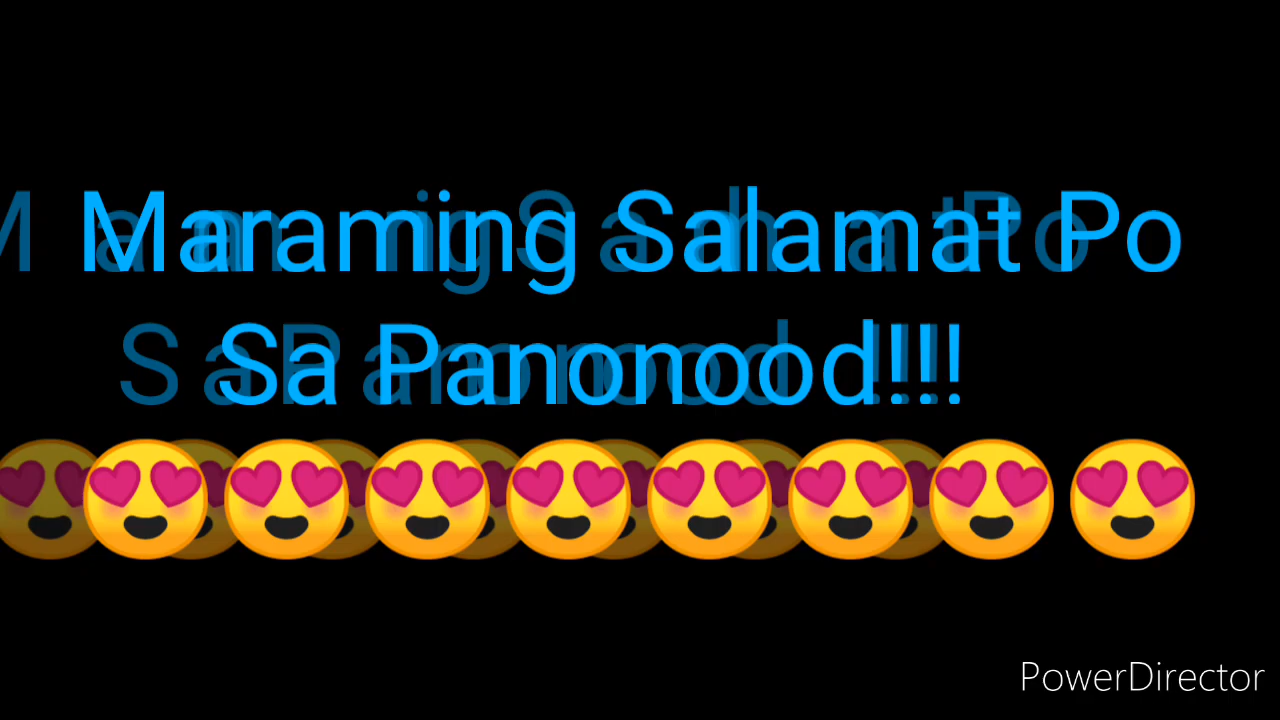 Maraming Salamat Po
Sa Panonood!!!
😍😍😍😍😍😍😍😍
PowerDirector